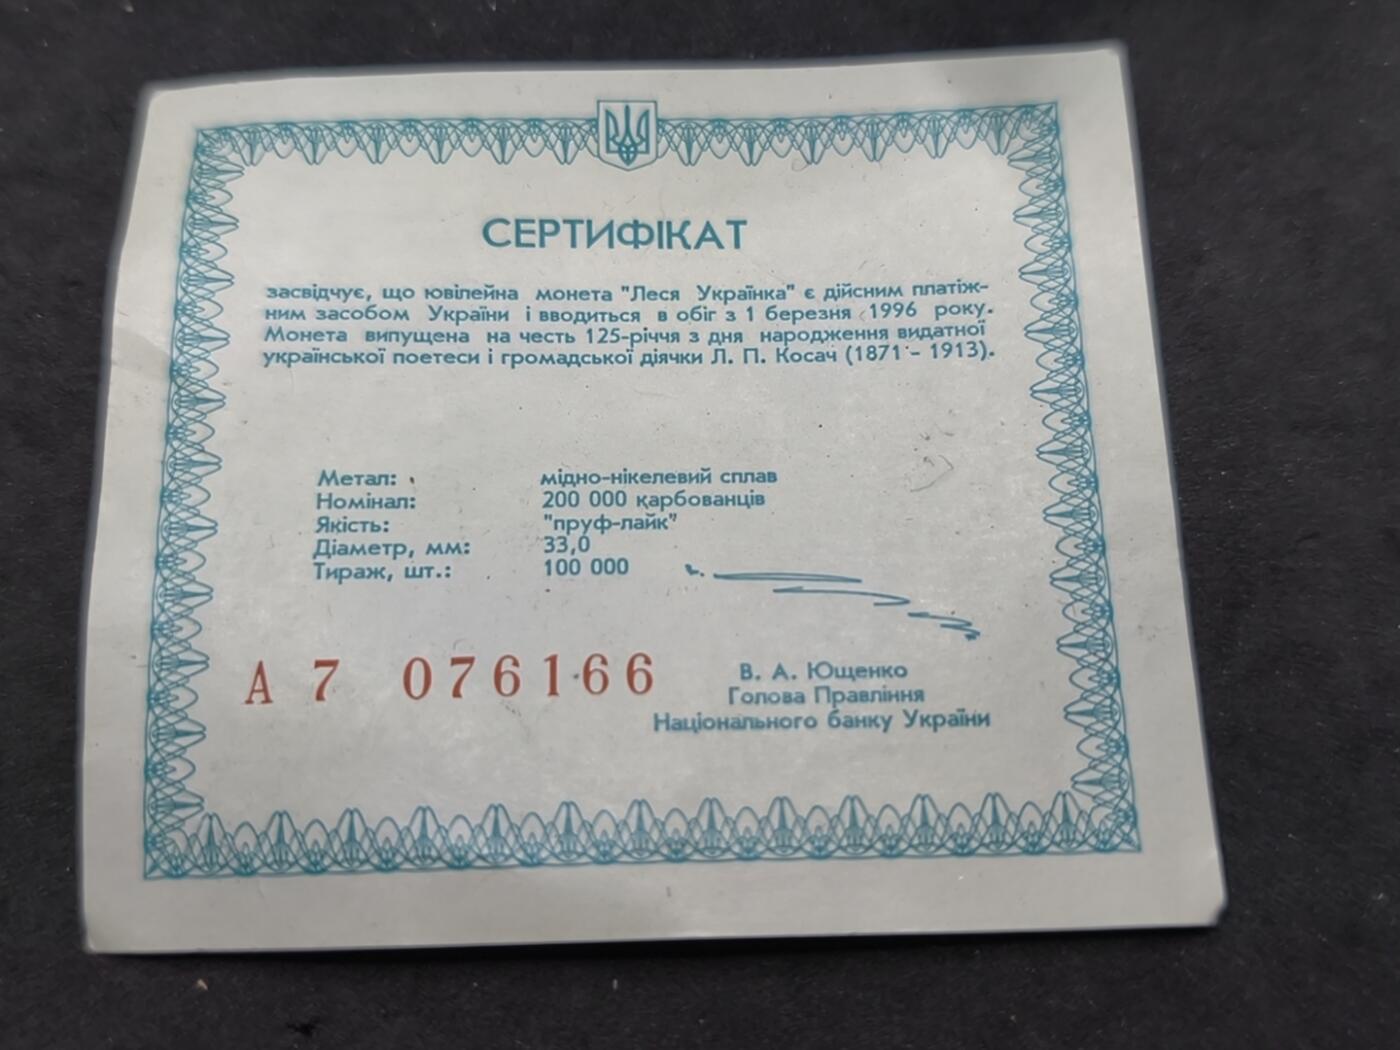 СЕРТИФІКАТ
засвідчує, що ювілейна монета "Леся Українка" є дійсним платіж-
ним засобом України і вводиться в обіг з 1 березня 1996 року.
Монета випущена на честь 125-річчя з дня народження видатної
української поетеси і громадської діячки Л. П. Косач (1871 - 1913).
Метал: мідно-нікелевий сплав
Номінал: 200 000 карбованців
Якість: "пруф-лайк"
Діаметр, мм: 33,0
Тираж, шт.: 100 000
А 7 076166
В. А. Ющенко
Голова Правління
Національного банку України